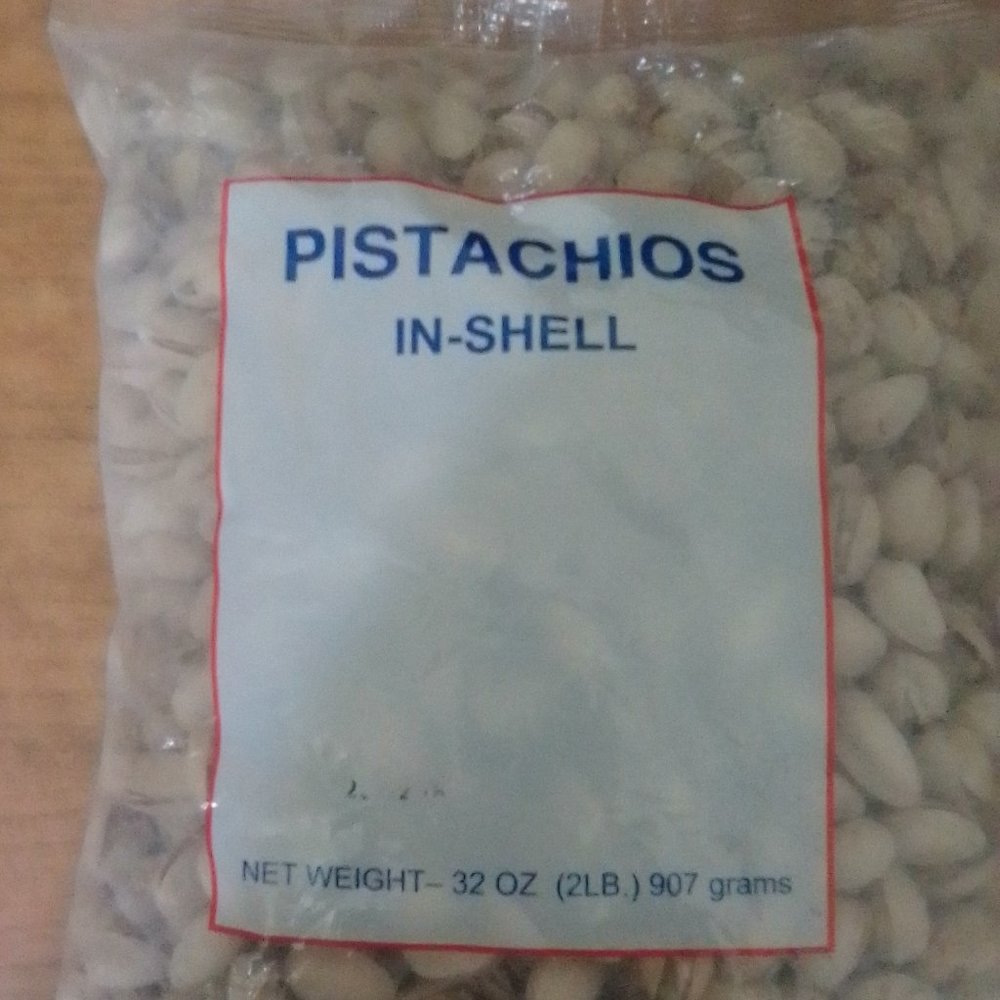 PISTACHIOS
IN-SHELL
NET WEIGHT– 32 OZ (2LB.) 907 grams